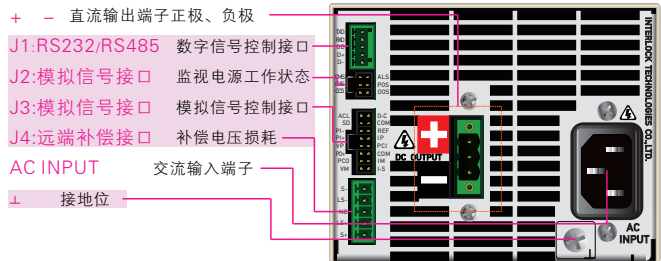 + - 直流输出端子正极、负极
J1:RS232/RS485 数字信号控制接口
J2:模拟信号接口 监视电源工作状态
J3:模拟信号接口 模拟信号控制接口
J4:远端补偿接口 补偿电压损耗
AC INPUT 交流输入端子
⊥ 接地位
TXD
RXD
D+
D-
ALS
POS
OOS
ACL
SD
PI-
PI+
VP
PO+
PCO
VM
O-C
COM
REF
IP
PCI
COM
IM
I-S
DC OUTPUT
+
-
S-
LS-
NC
LS+
S+
AC
INPUT
⊥
INTERLOCK TECHNOLOGIES CO.,LTD.